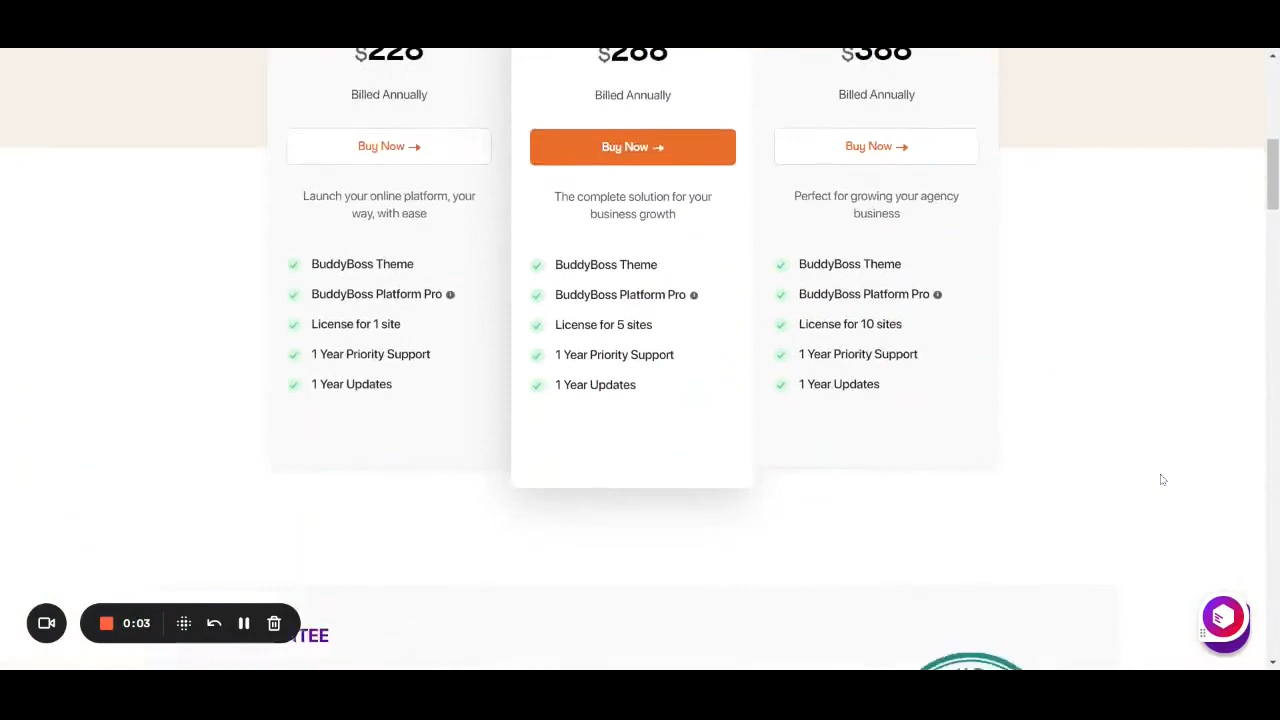 $228 $288 $388
Billed Annually Billed Annually Billed Annually
Buy Now → Buy Now → Buy Now →
Launch your online platform, your
way, with ease
The complete solution for your
business growth
Perfect for growing your agency
business
BuddyBoss Theme
BuddyBoss Platform Pro
License for 1 site
1 Year Priority Support
1 Year Updates
BuddyBoss Theme
BuddyBoss Platform Pro
License for 5 sites
1 Year Priority Support
1 Year Updates
BuddyBoss Theme
BuddyBoss Platform Pro
License for 10 sites
1 Year Priority Support
1 Year Updates
0:03
TEE